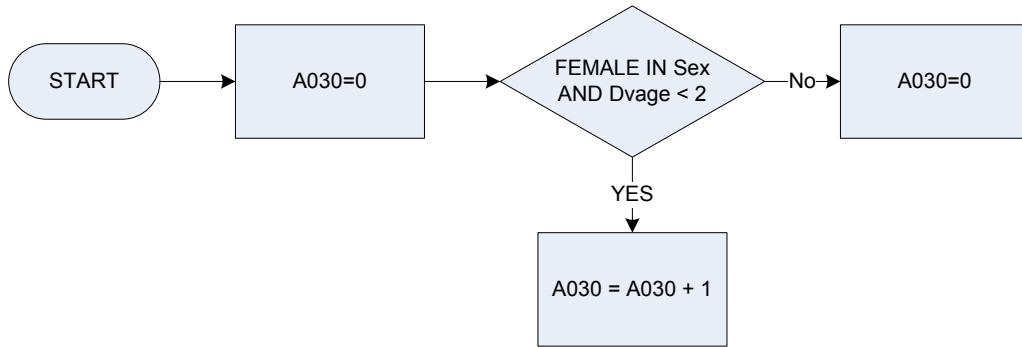 START
A030=0
FEMALE IN Sex
AND Dvage < 2
No
A030=0
YES
A030 = A030 + 1